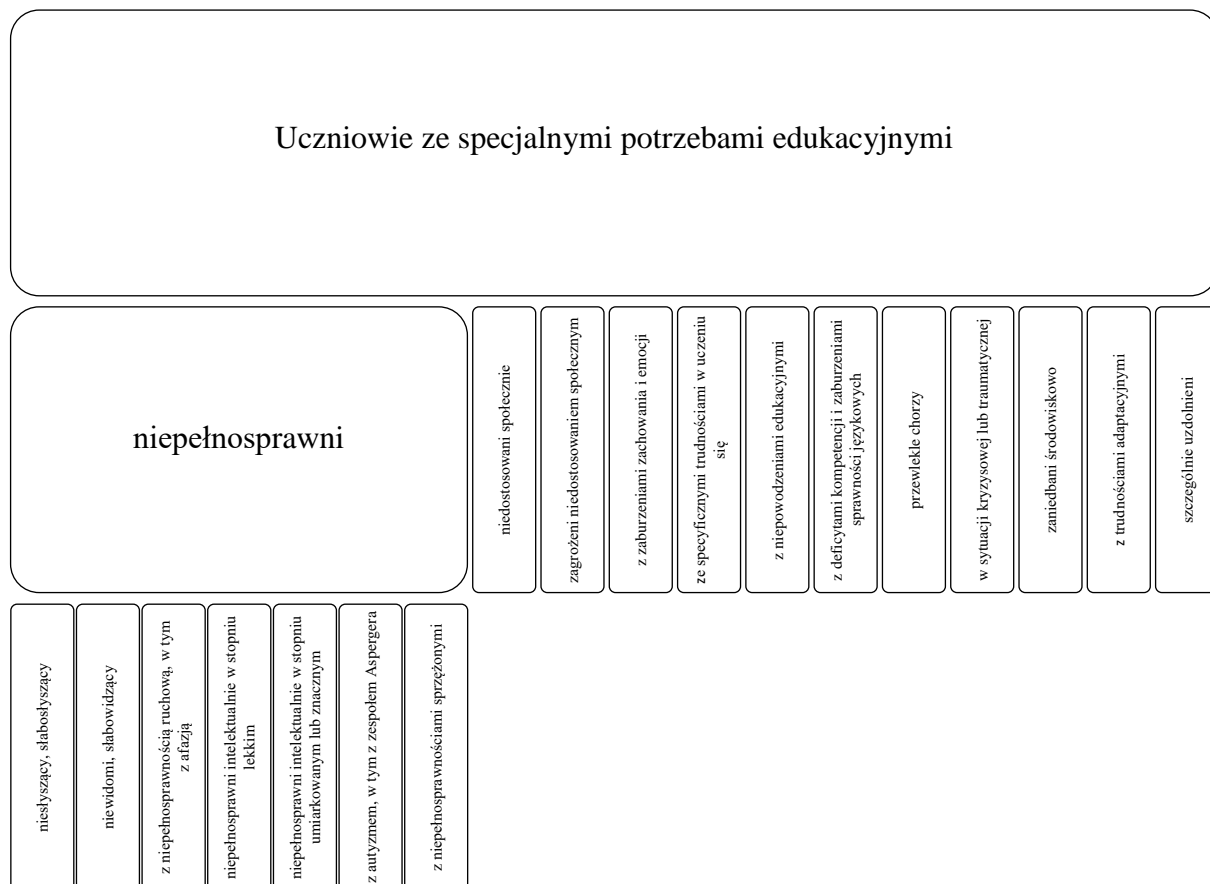 Uczniowie ze specjalnymi potrzebami edukacyjnymi
niepełnosprawni
niedostosowani społecznie
zagrożeni niedostosowaniem społecznym
z zaburzeniami zachowania i emocji
ze specyficznymi trudnościami w uczeniu
się
z niepowodzeniami edukacyjnymi
z deficytami kompetencji i zaburzeniami
sprawności językowych
przewlekle chorzy
w sytuacji kryzysowej lub traumatycznej
zaniedbani środowiskowo
z trudnościami adaptacyjnymi
szczególnie uzdolnieni
niesłyszący, słabosłyszący
niewidomi, słabowidzący
z niepełnosprawnością ruchową, w tym
z afazją
niepełnosprawni intelektualnie w stopniu
lekkim
niepełnosprawni intelektualnie w stopniu
umiarkowanym lub znacznym
z autyzmem, w tym z zespołem Aspergera
z niepełnosprawnościami sprzężonymi